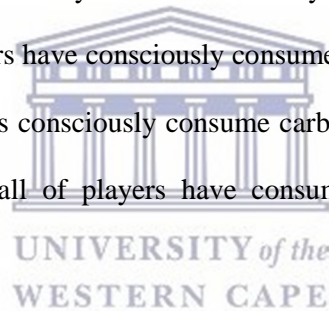 rs have consciously consume
s consciously consume carb
all of players have consum
UNIVERSITY of the
WESTERN CAPE